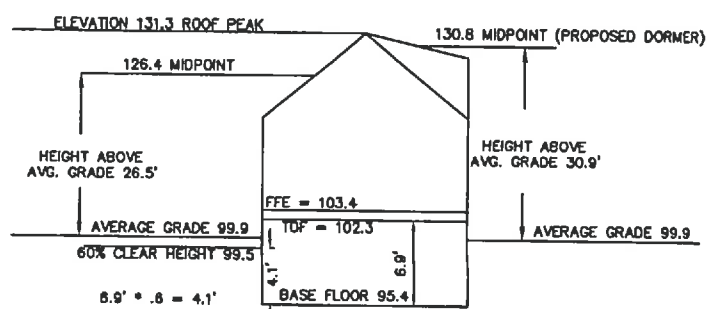 ELEVATION 131.3 ROOF PEAK
130.8 MIDPOINT (PROPOSED DORMER)
126.4 MIDPOINT
HEIGHT ABOVE
AVG. GRADE 26.5'
HEIGHT ABOVE
AVG. GRADE 30.9'
FFE = 103.4
AVERAGE GRADE 99.9
TOF = 102.3
AVERAGE GRADE 99.9
60% CLEAR HEIGHT 99.5
4.1'
6.9'
6.9' * .6 = 4.1'
BASE FLOOR 95.4